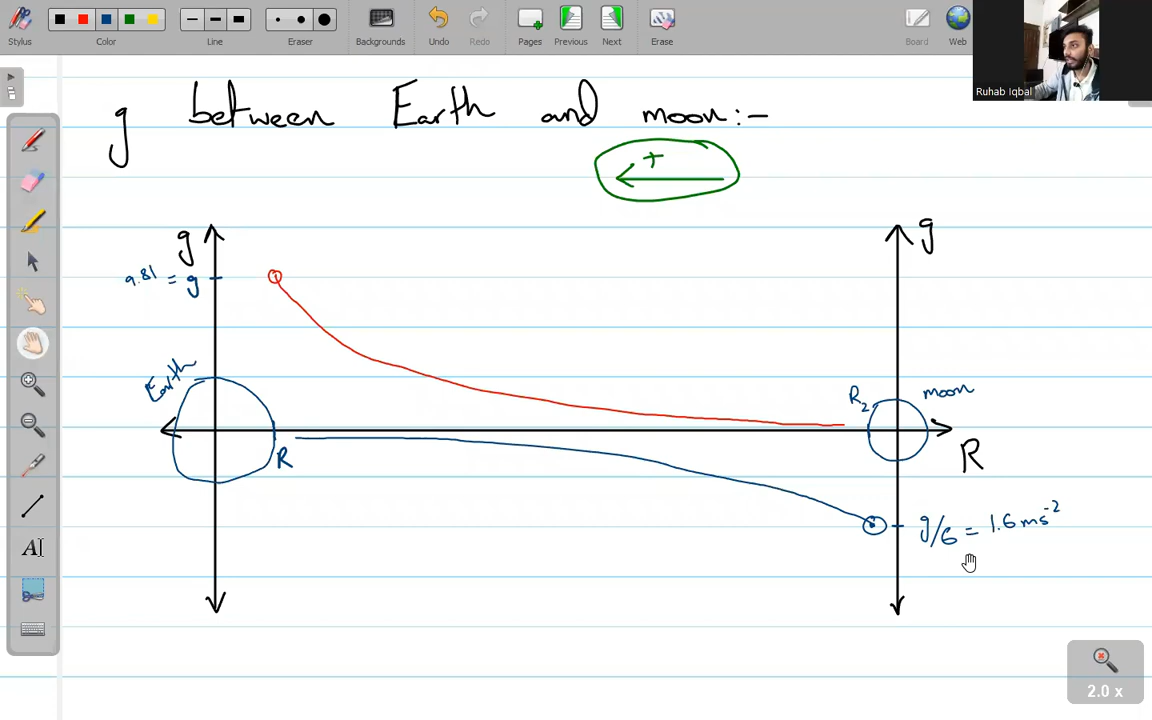 Stylus
Color
Line
Eraser
Backgrounds
Undo
Redo
Pages
Previous
Next
Erase
Board
Web
Ruhab Iqbal
g between Earth and moon:-
+
g
g
9.81 = g
Earth
R₂
moon
R
R
g/6 = 1.6 ms⁻²
AI
2.0 x